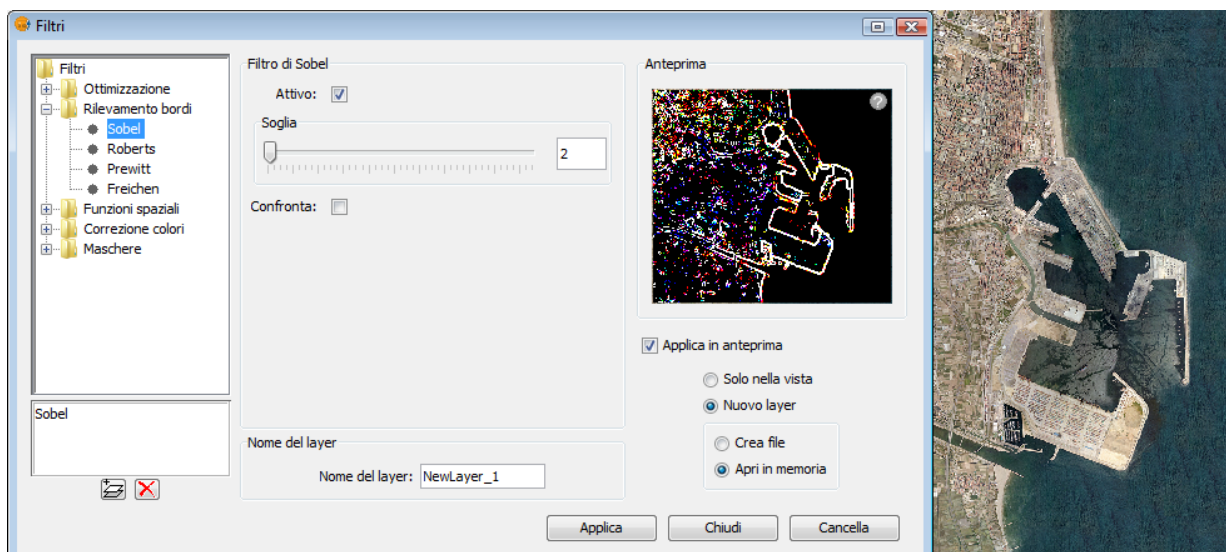 Filtri
Filtri
Ottimizzazione
Rilevamento bordi
Sobel
Roberts
Prewitt
Freichen
Funzioni spaziali
Correzione colori
Maschere
Sobel
Filtro di Sobel
Attivo:
Soglia
2
Confronta:
Nome del layer
Nome del layer: NewLayer_1
Anteprima
?
Applica in anteprima
Solo nella vista
Nuovo layer
Crea file
Apri in memoria
Applica
Chiudi
Cancella